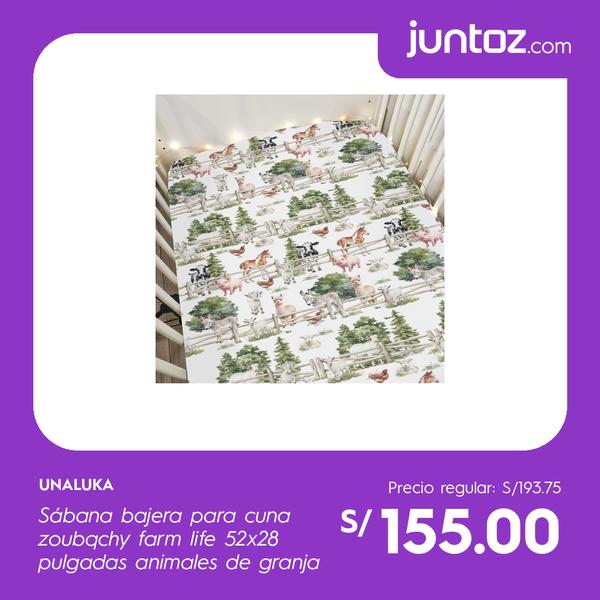 juntoz.com
UNALUKA
Sábana bajera para cuna
zoubqchy farm life 52x28
pulgadas animales de granja
Precio regular: S/193.75
S/155.00